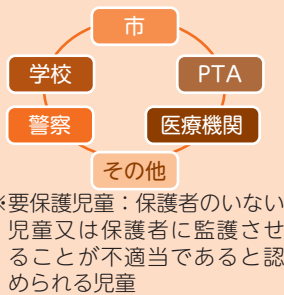 市
学校
PTA
警察
医療機関
その他
※要保護児童：保護者のいない
児童又は保護者に監護させ
ることが不適当であると認
められる児童